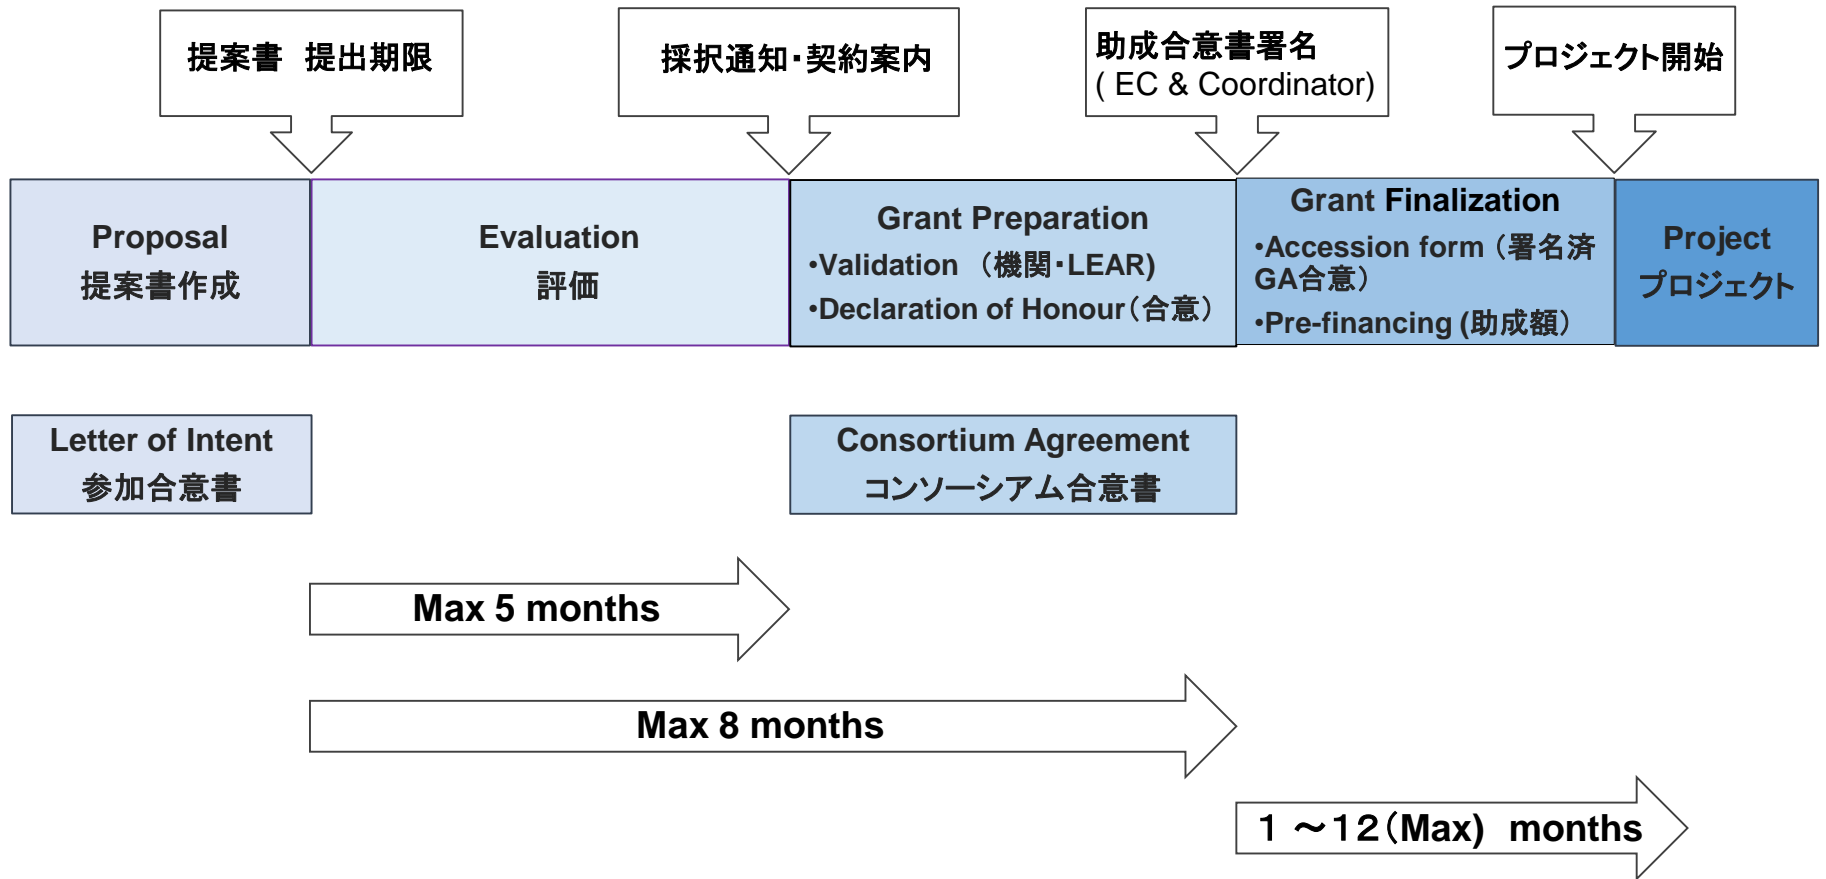 提案書　提出期限
採択通知・契約案内
助成合意書署名
( EC & Coordinator)
プロジェクト開始
Proposal
提案書作成
Evaluation
評価
Grant Preparation
•Validation （機関・LEAR)
•Declaration of Honour（合意）
Grant Finalization
•Accession form（署名済
GA合意）
•Pre-financing (助成額）
Project
プロジェクト
Letter of Intent
参加合意書
Consortium Agreement
コンソーシアム合意書
Max 5 months
Max 8 months
１～１２（Max) months